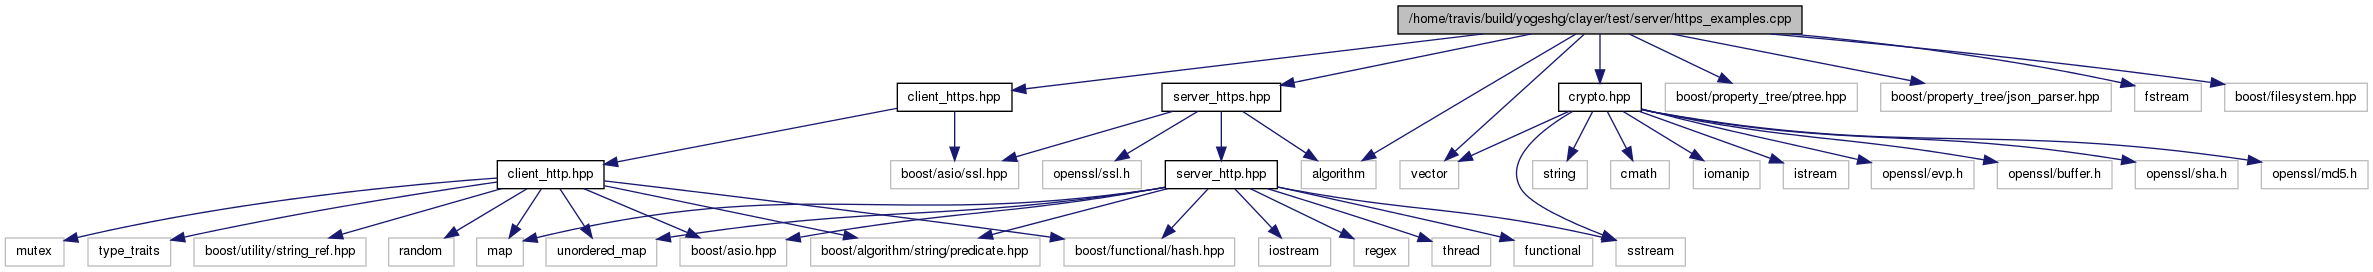 /home/travis/build/yogeshg/clayer/test/server/https_examples.cpp
client_https.hpp
server_https.hpp
crypto.hpp
boost/property_tree/ptree.hpp
boost/property_tree/json_parser.hpp
fstream
boost/filesystem.hpp
client_http.hpp
boost/asio/ssl.hpp
openssl/ssl.h
server_http.hpp
algorithm
vector
string
cmath
iomanip
istream
openssl/evp.h
openssl/buffer.h
openssl/sha.h
openssl/md5.h
mutex
type_traits
boost/utility/string_ref.hpp
random
map
unordered_map
boost/asio.hpp
boost/algorithm/string/predicate.hpp
boost/functional/hash.hpp
iostream
regex
thread
functional
sstream